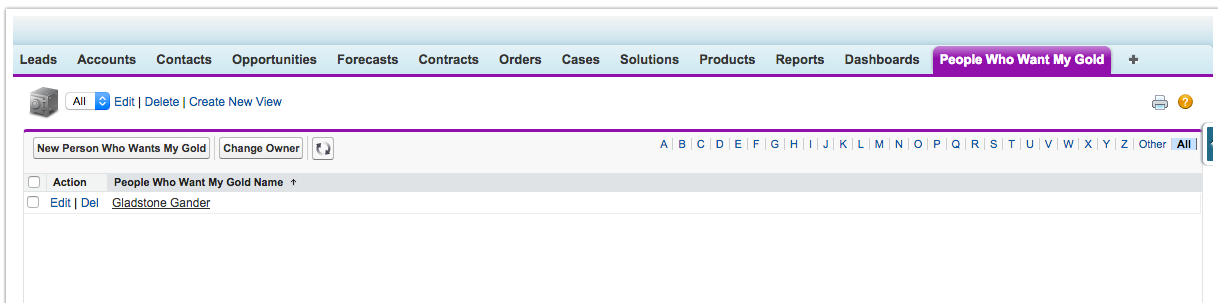 Leads Accounts Contacts Opportunities Forecasts Contracts Orders Cases Solutions Products Reports Dashboards People Who Want My Gold +
All Edit | Delete | Create New View ?
New Person Who Wants My Gold Change Owner A | B | C | D | E | F | G | H | I | J | K | L | M | N | O | P | Q | R | S | T | U | V | W | X | Y | Z | Other | All
Action People Who Want My Gold Name ↑
Edit | Del Gladstone Gander